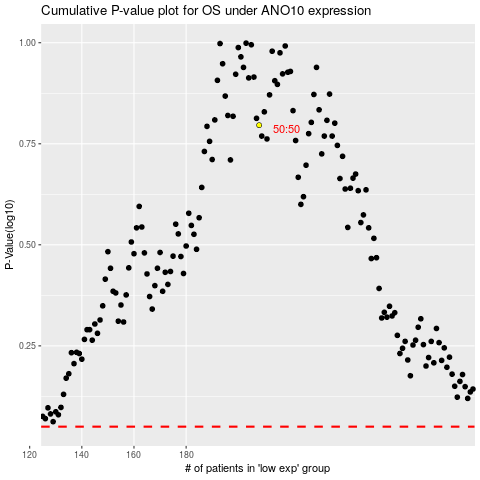 Cumulative P-value plot for OS under ANO10 expression
P-Value(log10)
1.00
0.75
0.50
0.25
50:50
120 140 160 180
# of patients in 'low exp' group